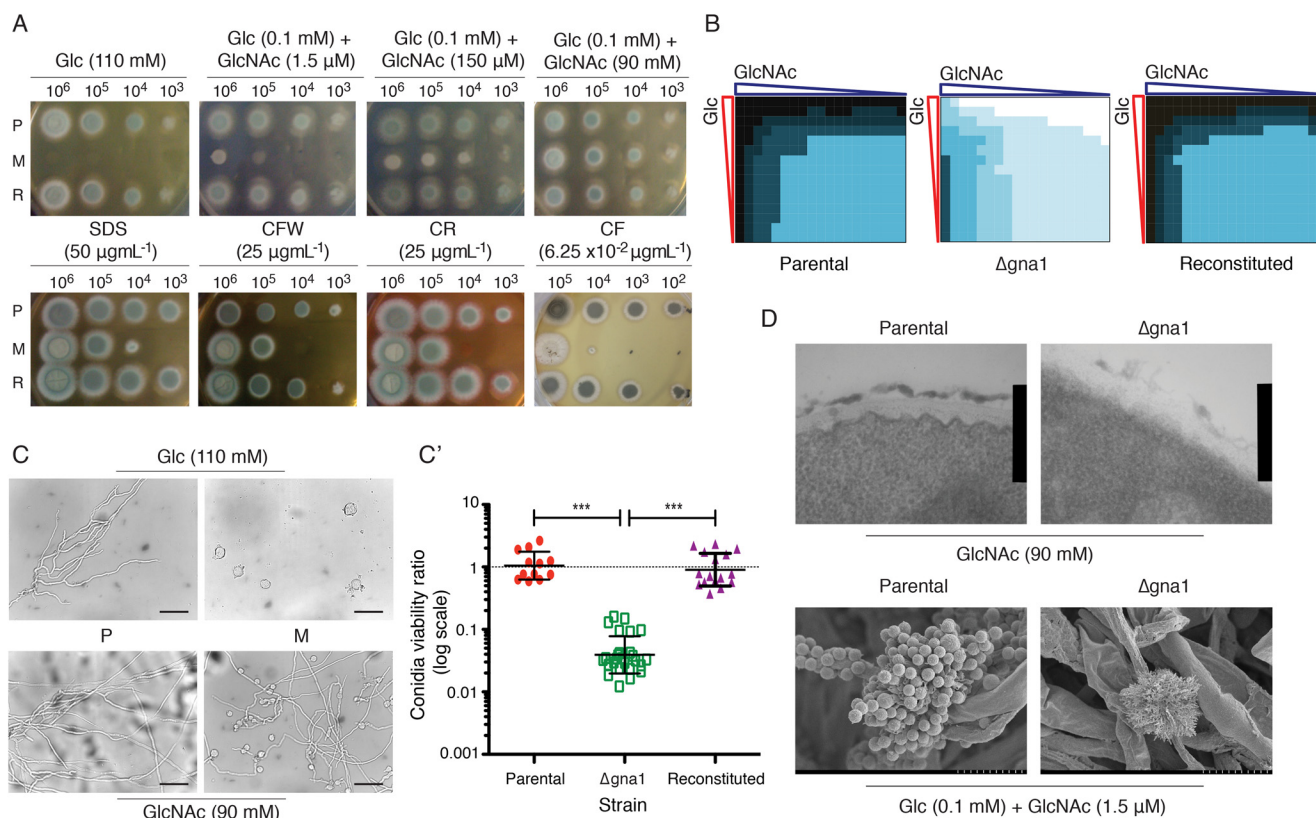 A
Glc (110 mM)
Glc (0.1 mM) +
GlcNAc (1.5 µM)
Glc (0.1 mM) +
GlcNAc (150 µM)
Glc (0.1 mM) +
GlcNAc (90 mM)
10⁶ 10⁵ 10⁴ 10³
10⁶ 10⁵ 10⁴ 10³
10⁶ 10⁵ 10⁴ 10³
10⁶ 10⁵ 10⁴ 10³
P
M
R
SDS
(50 µgmL⁻¹)
CFW
(25 µgmL⁻¹)
CR
(25 µgmL⁻¹)
CF
(6.25 x10⁻² µgmL⁻¹)
10⁶ 10⁵ 10⁴ 10³
10⁶ 10⁵ 10⁴ 10³
10⁶ 10⁵ 10⁴ 10³
10⁵ 10⁴ 10³ 10²
P
M
R
B
GlcNAc
GlcNAc
GlcNAc
Glc
Glc
Glc
Parental
Δgna1
Reconstituted
C
Glc (110 mM)
P
M
GlcNAc (90 mM)
C'
Conidia viability ratio
(log scale)
10
1
0.1
0.01
0.001
***
***
Parental
Δgna1
Reconstituted
Strain
D
Parental
Δgna1
GlcNAc (90 mM)
Parental
Δgna1
Glc (0.1 mM) + GlcNAc (1.5 µM)